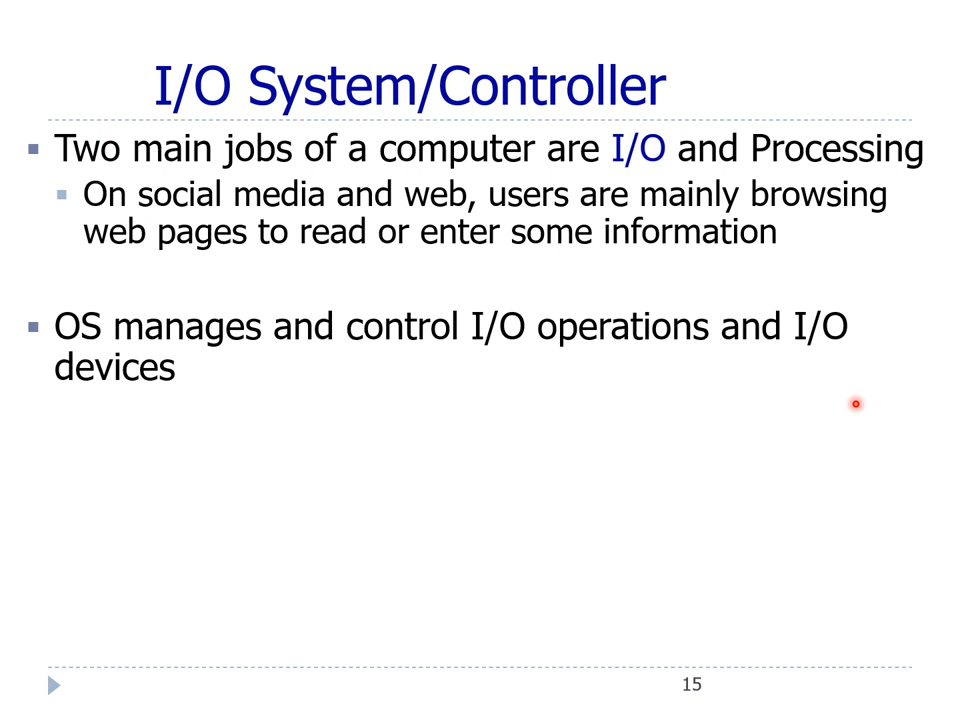 I/O System/Controller
Two main jobs of a computer are I/O and Processing
On social media and web, users are mainly browsing
web pages to read or enter some information
OS manages and control I/O operations and I/O
devices
15